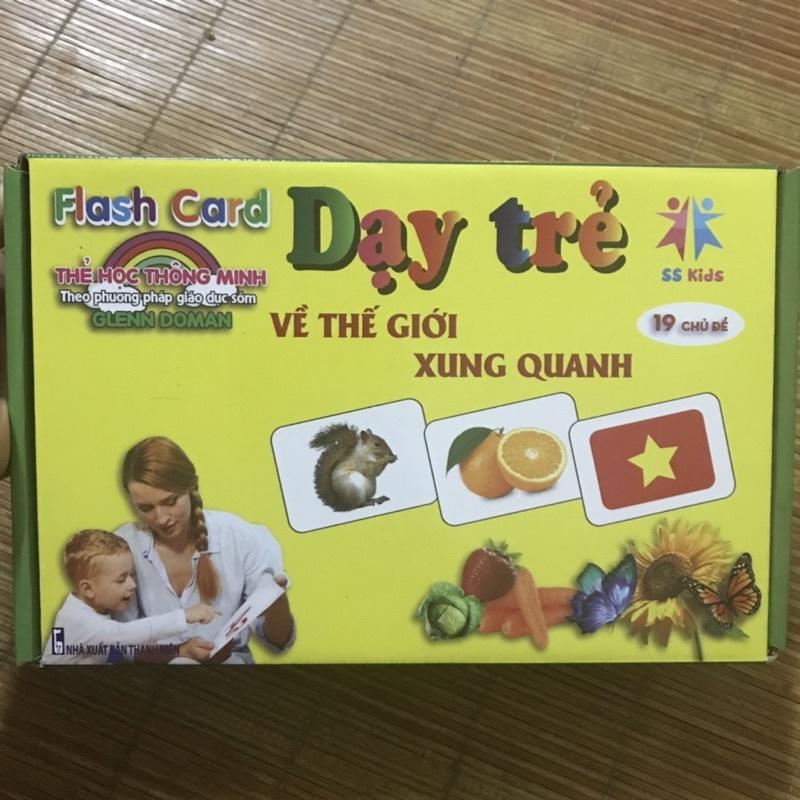 Flash Card
THẺ HỌC THÔNG MINH
Theo phương pháp giáo dục sớm
GLENN DOMAN
Dạy trẻ
VỀ THẾ GIỚI
XUNG QUANH
SS Kids
19 CHỦ ĐỀ
NHÀ XUẤT BẢN THANH NIÊN